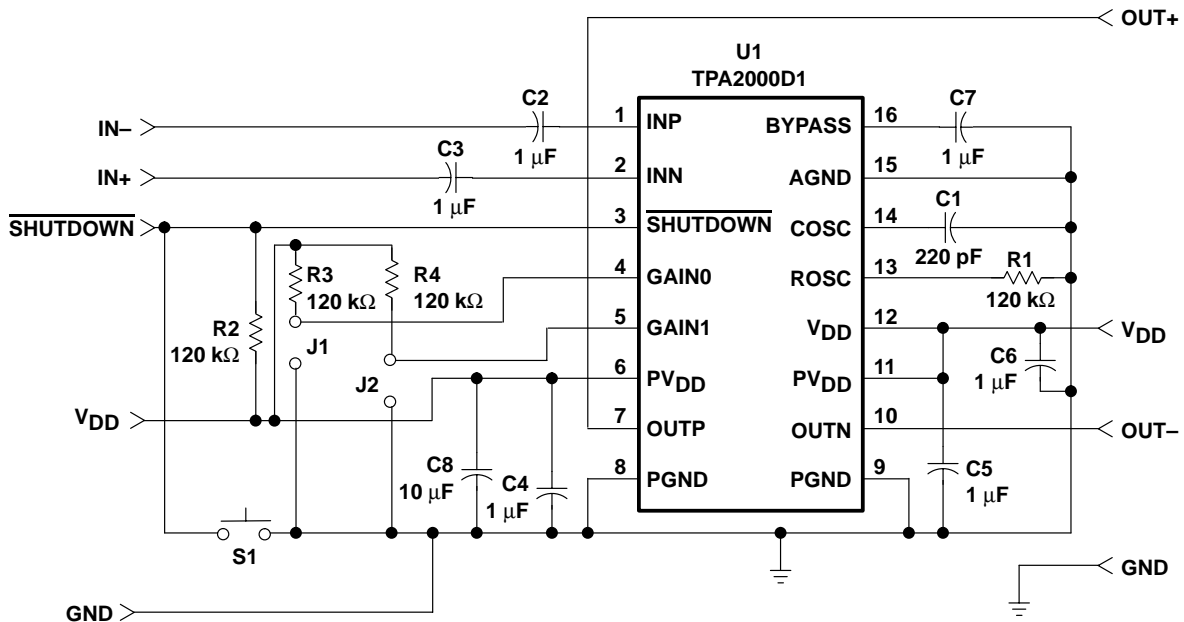 OUT+
U1
TPA2000D1
IN–
C2
1 μF
1
INP
BYPASS
16
C7
1 μF
IN+
C3
1 μF
2
INN
AGND
15
SHUTDOWN
3
SHUTDOWN
COSC
14
C1
220 pF
R3
120 kΩ
R4
120 kΩ
4
GAIN0
ROSC
13
R1
120 kΩ
R2
120 kΩ
J1
5
GAIN1
VDD
12
VDD
J2
6
PVDD
PVDD
11
C6
1 μF
VDD
7
OUTP
OUTN
10
OUT–
C8
10 μF
C4
1 μF
8
PGND
PGND
9
C5
1 μF
S1
GND
GND